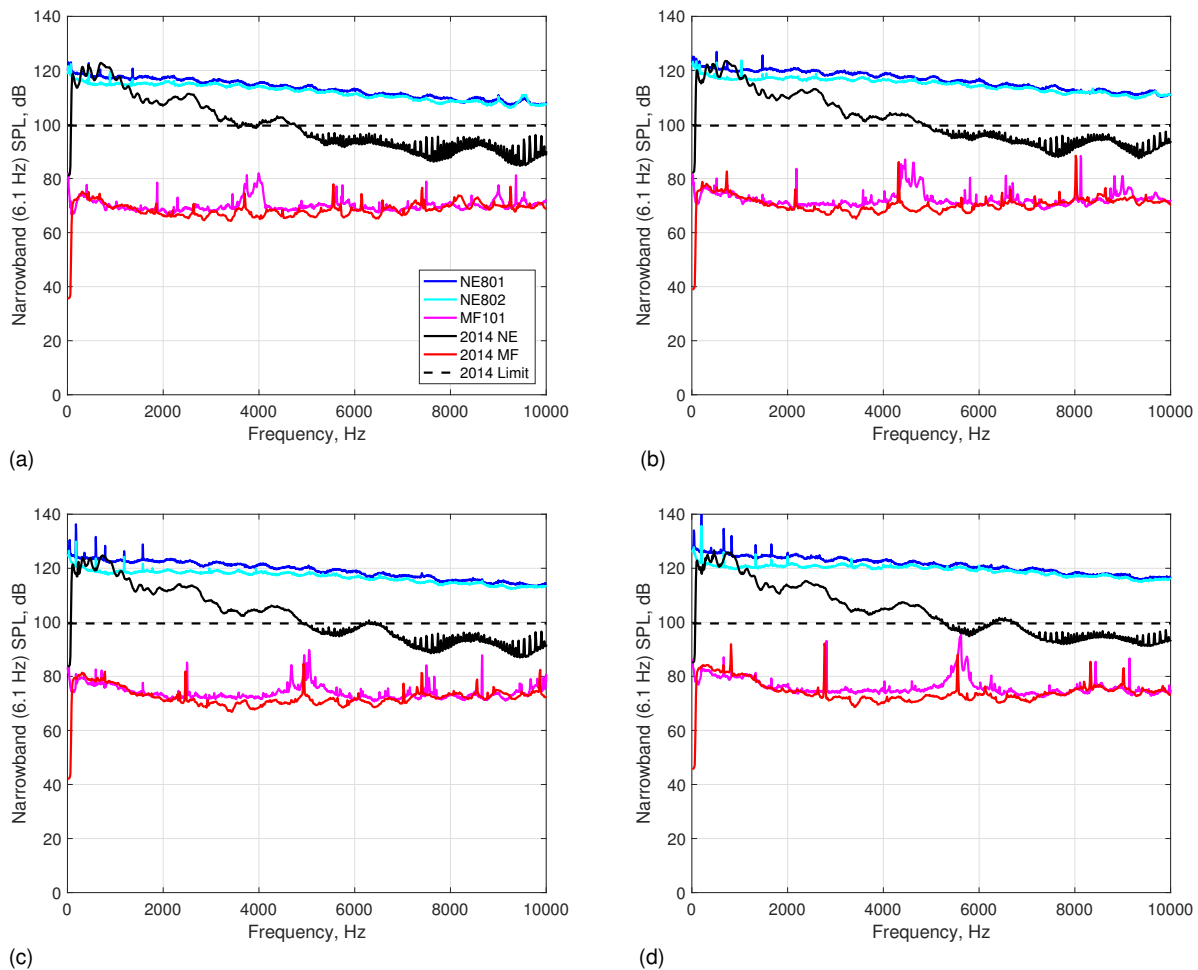 140
120
100
80
60
40
20
0
Narrowband (6.1 Hz) SPL, dB
NE801
NE802
MF101
2014 NE
2014 MF
2014 Limit
0 2000 4000 6000 8000 10000
Frequency, Hz
(a)
140
120
100
80
60
40
20
0
Narrowband (6.1 Hz) SPL, dB
0 2000 4000 6000 8000 10000
Frequency, Hz
(b)
140
120
100
80
60
40
20
0
Narrowband (6.1 Hz) SPL, dB
0 2000 4000 6000 8000 10000
Frequency, Hz
(c)
140
120
100
80
60
40
20
0
Narrowband (6.1 Hz) SPL, dB
0 2000 4000 6000 8000 10000
Frequency, Hz
(d)